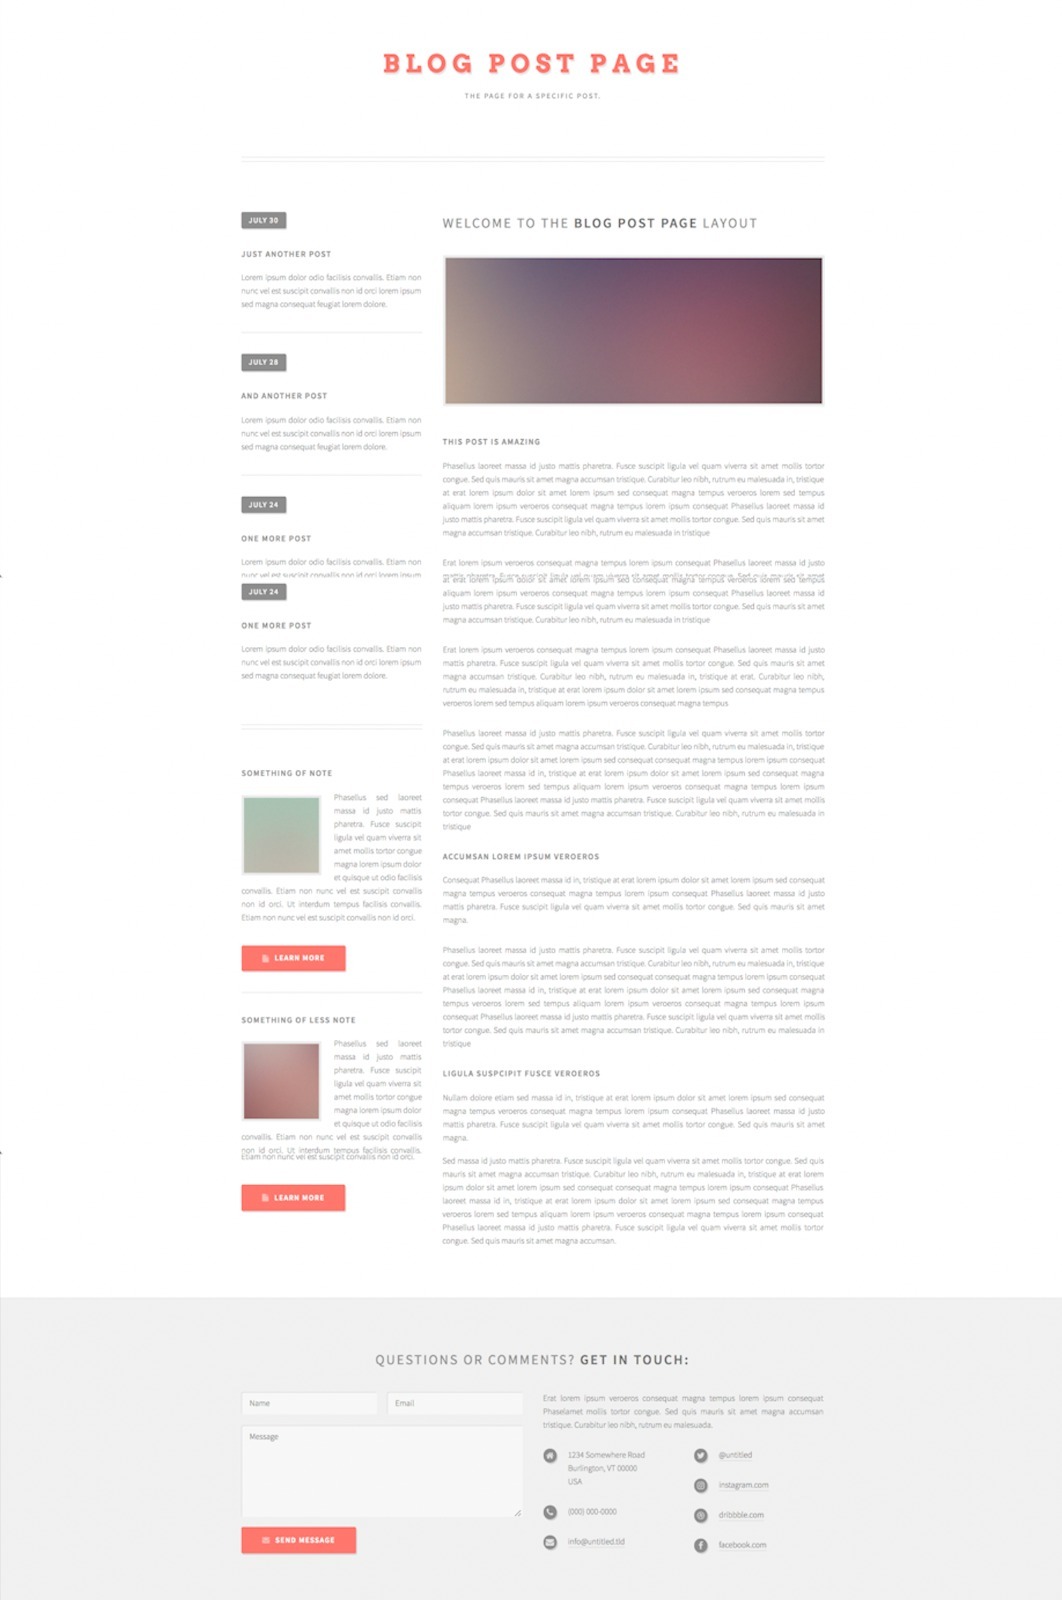 BLOG POST PAGE
THE PAGE FOR A SPECIFIC POST.
JULY 30
JUST ANOTHER POST
Lorem ipsum dolor odio facilisis convallis. Etiam non
nunc vel est suscipit convallis non id orci lorem ipsum
sed magna consequat feugiat lorem dolore.
JULY 28
AND ANOTHER POST
Lorem ipsum dolor odio facilisis convallis. Etiam non
nunc vel est suscipit convallis non id orci lorem ipsum
sed magna consequat feugiat lorem dolore.
JULY 24
ONE MORE POST
Lorem ipsum dolor odio facilisis convallis. Etiam non
nunc vel est suscipit convallis non id orci lorem ipsum
JULY 24
ONE MORE POST
Lorem ipsum dolor odio facilisis convallis. Etiam non
nunc vel est suscipit convallis non id orci lorem ipsum
sed magna consequat feugiat lorem dolore.
SOMETHING OF NOTE
Phasellus sed laoreet
massa id justo mattis
pharetra. Fusce suscipit
ligula vel quam viverra sit
amet mollis tortor congue
magna lorem ipsum dolor
et quisque ut odio facilisis
convallis. Etiam non nunc vel est suscipit convallis
non id orci. Ut interdum tempus facilisis convallis.
Etiam non nunc vel est suscipit convallis non id orci.
LEARN MORE
SOMETHING OF LESS NOTE
Phasellus sed laoreet
massa id justo mattis
pharetra. Fusce suscipit
ligula vel quam viverra sit
amet mollis tortor congue
magna lorem ipsum dolor
et quisque ut odio facilisis
convallis. Etiam non nunc vel est suscipit convallis
non id orci. Ut interdum tempus facilisis convallis.
Etiam non nunc vel est suscipit convallis non id orci.
LEARN MORE
WELCOME TO THE BLOG POST PAGE LAYOUT
THIS POST IS AMAZING
Phasellus laoreet massa id justo mattis pharetra. Fusce suscipit ligula vel quam viverra sit amet mollis tortor
congue. Sed quis mauris sit amet magna accumsan tristique. Curabitur leo nibh, rutrum eu malesuada in, tristique
at erat lorem ipsum dolor sit amet lorem ipsum sed consequat magna tempus veroeros lorem sed tempus
aliquam lorem ipsum veroeros consequat magna tempus lorem ipsum consequat Phasellus laoreet massa id
justo mattis pharetra. Fusce suscipit ligula vel quam viverra sit amet mollis tortor congue. Sed quis mauris sit amet
magna accumsan tristique. Curabitur leo nibh, rutrum eu malesuada in tristique
Erat lorem ipsum veroeros consequat magna tempus lorem ipsum consequat Phasellus laoreet massa id justo
mattis pharetra. Fusce suscipit ligula vel quam viverra sit amet mollis tortor congue. Sed quis mauris sit amet
at erat lorem ipsum dolor sit amet lorem ipsum sed consequat magna tempus veroeros lorem sed tempus
aliquam lorem ipsum veroeros consequat magna tempus lorem ipsum consequat Phasellus laoreet massa id
justo mattis pharetra. Fusce suscipit ligula vel quam viverra sit amet mollis tortor congue. Sed quis mauris sit amet
magna accumsan tristique. Curabitur leo nibh, rutrum eu malesuada in tristique
Erat lorem ipsum veroeros consequat magna tempus lorem ipsum consequat Phasellus laoreet massa id justo
mattis pharetra. Fusce suscipit ligula vel quam viverra sit amet mollis tortor congue. Sed quis mauris sit amet
magna accumsan tristique. Curabitur leo nibh, rutrum eu malesuada in, tristique at erat. Curabitur leo nibh,
rutrum eu malesuada in, tristique at erat lorem ipsum dolor sit amet lorem ipsum sed consequat magna tempus
veroeros lorem sed tempus aliquam lorem ipsum veroeros consequat magna tempus
Phasellus laoreet massa id justo mattis pharetra. Fusce suscipit ligula vel quam viverra sit amet mollis tortor
congue. Sed quis mauris sit amet magna accumsan tristique. Curabitur leo nibh, rutrum eu malesuada in, tristique
at erat lorem ipsum dolor sit amet lorem ipsum sed consequat consequat magna tempus lorem ipsum consequat
Phasellus laoreet massa id in, tristique at erat lorem ipsum dolor sit amet lorem ipsum sed consequat magna
tempus veroeros lorem sed tempus aliquam lorem ipsum veroeros consequat magna tempus lorem ipsum
consequat Phasellus laoreet massa id justo mattis pharetra. Fusce suscipit ligula vel quam viverra sit amet mollis
tortor congue. Sed quis mauris sit amet magna accumsan tristique. Curabitur leo nibh, rutrum eu malesuada in
tristique
ACCUMSAN LOREM IPSUM VEROEROS
Consequat Phasellus laoreet massa id in, tristique at erat lorem ipsum dolor sit amet lorem ipsum sed consequat
magna tempus veroeros consequat magna tempus lorem ipsum consequat Phasellus laoreet massa id justo
mattis pharetra. Fusce suscipit ligula vel quam viverra sit amet mollis tortor congue. Sed quis mauris sit amet
magna.
Phasellus laoreet massa id justo mattis pharetra. Fusce suscipit ligula vel quam viverra sit amet mollis tortor
congue. Sed quis mauris sit amet magna accumsan tristique. Curabitur leo nibh, rutrum eu malesuada in, tristique
at erat lorem ipsum dolor sit amet lorem ipsum sed consequat consequat magna tempus lorem ipsum consequat
Phasellus laoreet massa id in, tristique at erat lorem ipsum dolor sit amet lorem ipsum sed consequat magna
tempus veroeros lorem sed tempus aliquam lorem ipsum veroeros consequat magna tempus lorem ipsum
consequat Phasellus laoreet massa id justo mattis pharetra. Fusce suscipit ligula vel quam viverra sit amet mollis
tortor congue. Sed quis mauris sit amet magna accumsan tristique. Curabitur leo nibh, rutrum eu malesuada in
tristique
LIGULA SUSPCIPIT FUSCE VEROEROS
Nullam dolore etiam sed massa id in, tristique at erat lorem ipsum dolor sit amet lorem ipsum sed consequat
magna tempus veroeros consequat magna tempus lorem ipsum consequat Phasellus laoreet massa id justo
mattis pharetra. Fusce suscipit ligula vel quam viverra sit amet mollis tortor congue. Sed quis mauris sit amet
magna.
Sed massa id justo mattis pharetra. Fusce suscipit ligula vel quam viverra sit amet mollis tortor congue. Sed quis
mauris sit amet magna accumsan tristique. Curabitur leo nibh, rutrum eu malesuada in, tristique at erat lorem
ipsum dolor sit amet lorem ipsum sed consequat consequat magna tempus lorem ipsum consequat Phasellus
laoreet massa id in, tristique at erat lorem ipsum dolor sit amet lorem ipsum sed consequat magna tempus
veroeros lorem sed tempus aliquam lorem ipsum veroeros consequat magna tempus lorem ipsum consequat
Phasellus laoreet massa id justo mattis pharetra. Fusce suscipit ligula vel quam viverra sit amet mollis tortor
congue. Sed quis mauris sit amet magna accumsan.
QUESTIONS OR COMMENTS? GET IN TOUCH:
Name
Email
Message
SEND MESSAGE
Erat lorem ipsum veroeros consequat magna tempus lorem ipsum consequat
Phaselamet mollis tortor congue. Sed quis mauris sit amet magna accumsan
tristique. Curabitur leo nibh, rutrum eu malesuada.
1234 Somewhere Road
Burlington, VT 00000
USA
(000) 000-0000
info@untitled.tld
@untitled
instagram.com
dribbble.com
facebook.com